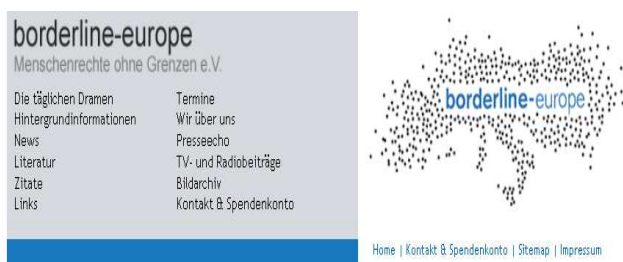 borderline-europe
Menschenrechte ohne Grenzen e.V.
Die täglichen Dramen
Hintergrundinformationen
News
Literatur
Zitate
Links
Termine
Wir über uns
Presseecho
TV- und Radiobeiträge
Bildarchiv
Kontakt & Spendenkonto
borderline-europe
Home | Kontakt & Spendenkonto | Sitemap | Impressum